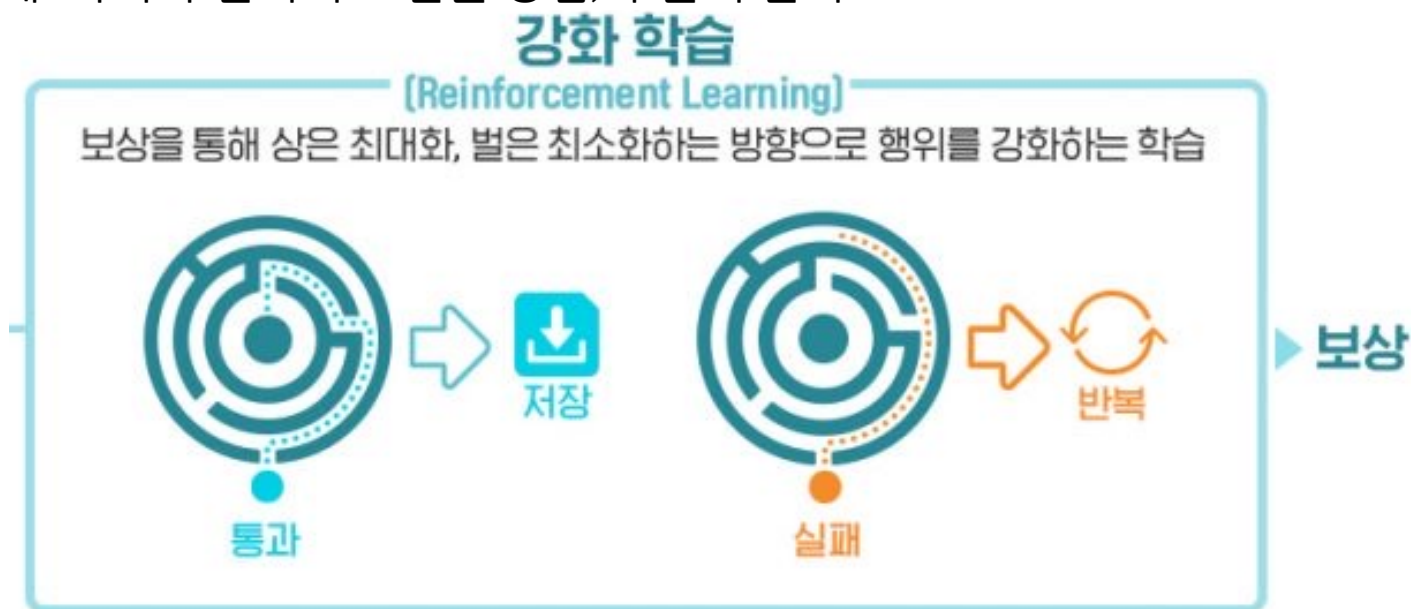 강화 학습
(Reinforcement Learning)
보상을 통해 상은 최대화, 벌은 최소화하는 방향으로 행위를 강화하는 학습
저장
반복
보상
통과
실패